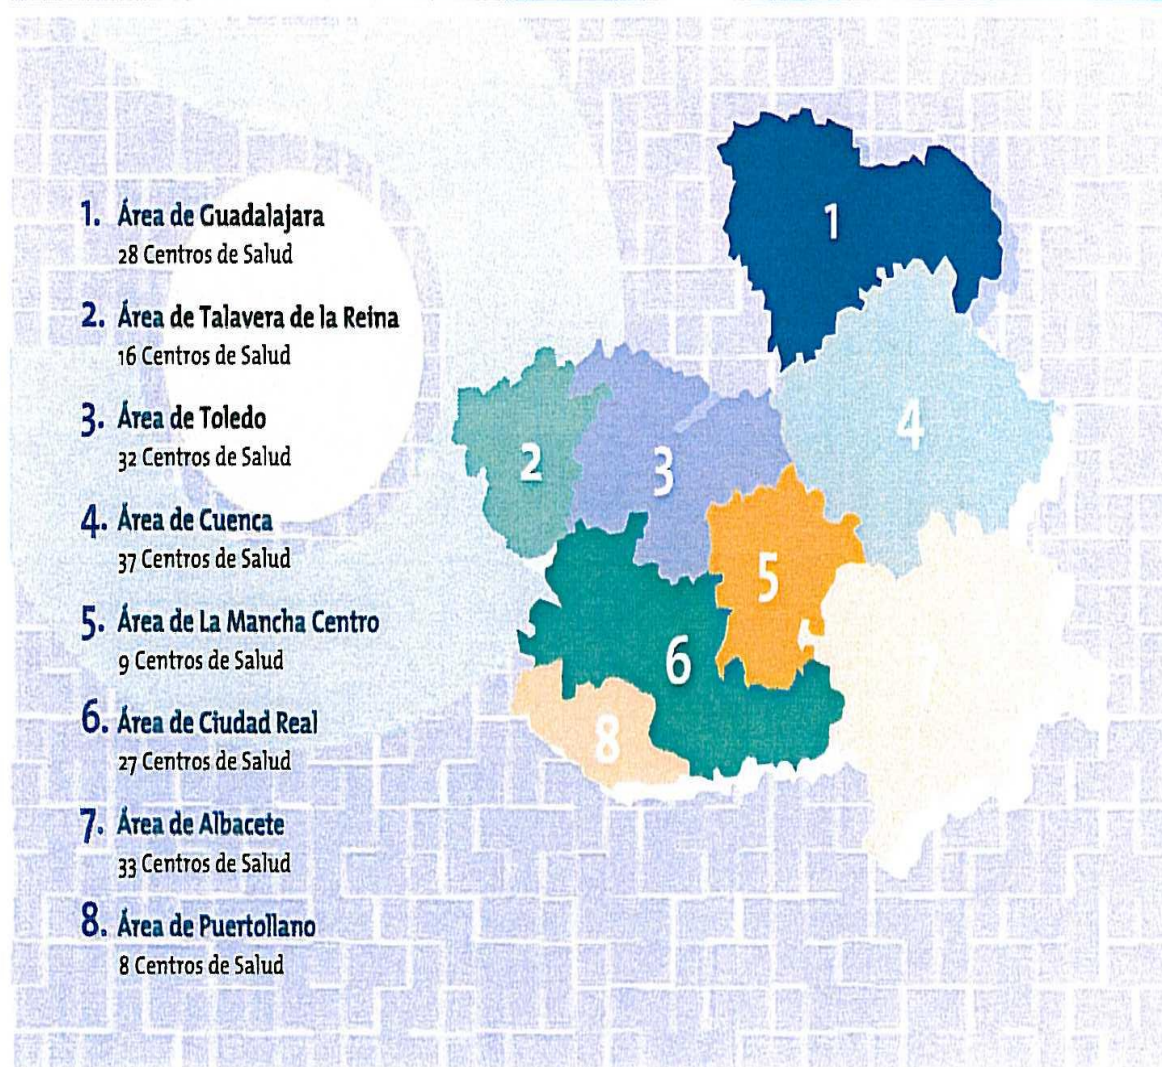 1. Área de Guadalajara
28 Centros de Salud
2. Área de Talavera de la Reina
16 Centros de Salud
3. Área de Toledo
32 Centros de Salud
4. Área de Cuenca
37 Centros de Salud
5. Área de La Mancha Centro
9 Centros de Salud
6. Área de Ciudad Real
27 Centros de Salud
7. Área de Albacete
33 Centros de Salud
8. Área de Puertollano
8 Centros de Salud
1
4
2
3
5
6
8